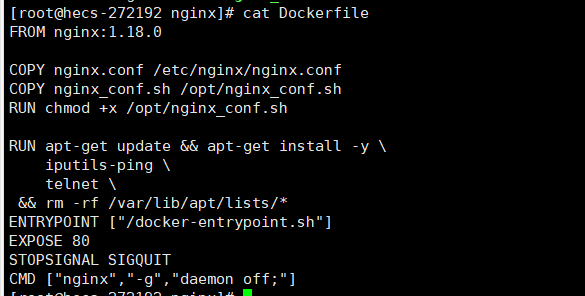 [root@hecs-272192 nginx]# cat Dockerfile
FROM nginx:1.18.0
COPY nginx.conf /etc/nginx/nginx.conf
COPY nginx_conf.sh /opt/nginx_conf.sh
RUN chmod +x /opt/nginx_conf.sh
RUN apt-get update && apt-get install -y \
    iputils-ping \
    telnet \
 && rm -rf /var/lib/apt/lists/*
ENTRYPOINT ["/docker-entrypoint.sh"]
EXPOSE 80
STOPSIGNAL SIGQUIT
CMD ["nginx","-g","daemon off;"]
[root@hecs-272192 nginx]#